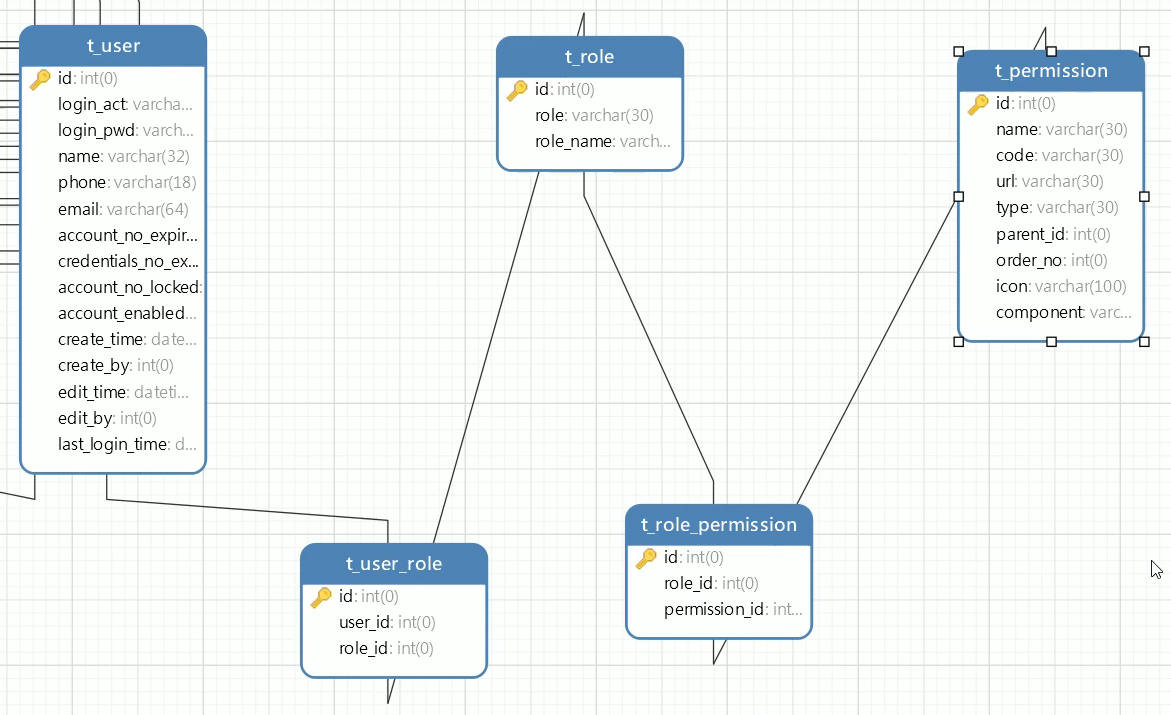 t_user
id: int(0)
login_act: varcha...
login_pwd: varch...
name: varchar(32)
phone: varchar(18)
email: varchar(64)
account_no_expir...
credentials_no_ex...
account_no_locked:
account_enabled...
create_time: date...
create_by: int(0)
edit_time: dateti...
edit_by: int(0)
last_login_time: d...
t_role
id: int(0)
role: varchar(30)
role_name: varch...
t_permission
id: int(0)
name: varchar(30)
code: varchar(30)
url: varchar(30)
type: varchar(30)
parent_id: int(0)
order_no: int(0)
icon: varchar(100)
component: varc...
t_user_role
id: int(0)
user_id: int(0)
role_id: int(0)
t_role_permission
id: int(0)
role_id: int(0)
permission_id: int...